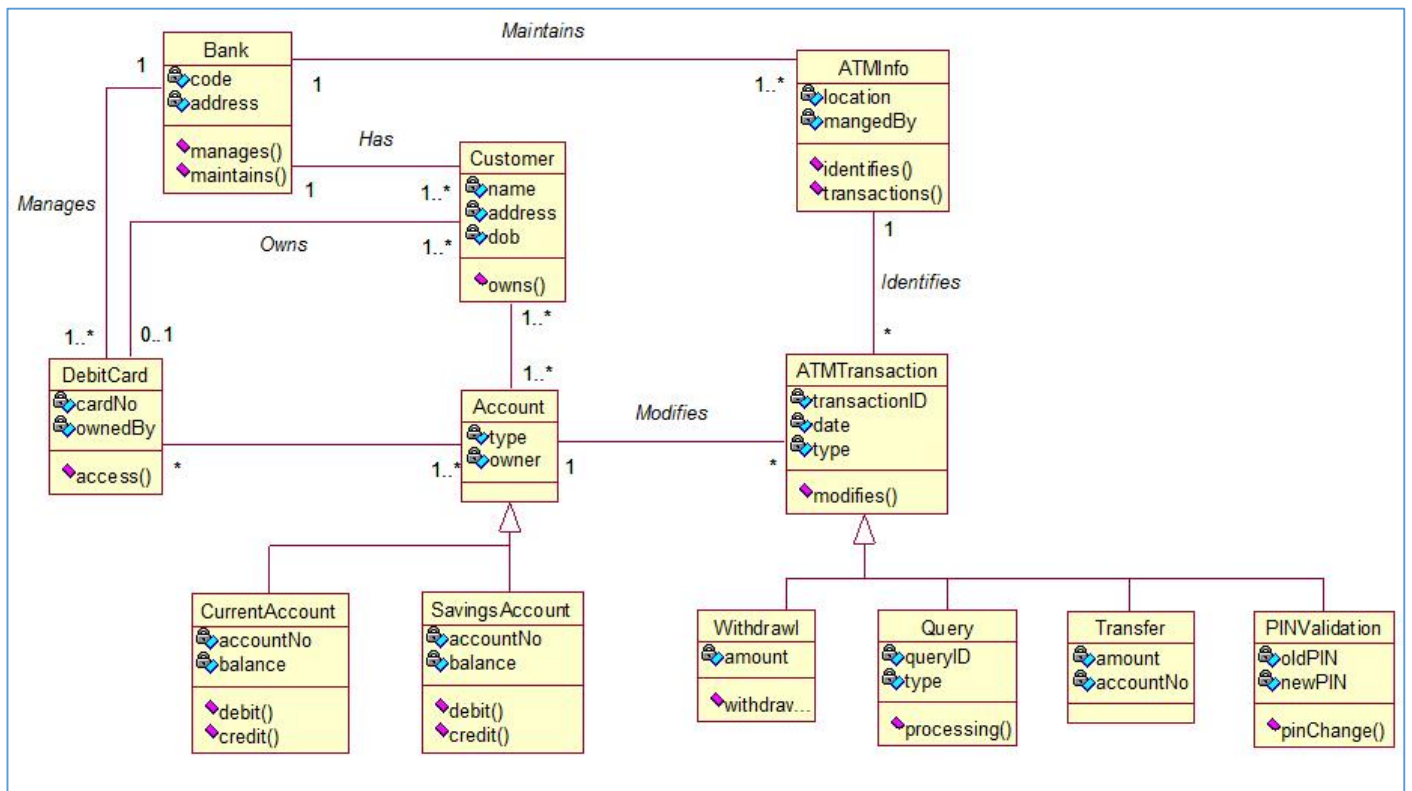 Maintains
Bank
code
address
manages()
maintains()
1
1
1..*
ATMInfo
location
mangedBy
identifies()
transactions()
Has
1
1..*
Customer
name
address
dob
owns()
Manages
Owns
1..*
1..*
0..1
1
Identifies
*
1..*
1..*
DebitCard
cardNo
ownedBy
access()
*
1..*
Account
type
owner
Modifies
1
*
ATMTransaction
transactionID
date
type
modifies()
CurrentAccount
accountNo
balance
debit()
credit()
SavingsAccount
accountNo
balance
debit()
credit()
Withdrawl
amount
withdraw...
Query
queryID
type
processing()
Transfer
amount
accountNo
PINValidation
oldPIN
newPIN
pinChange()